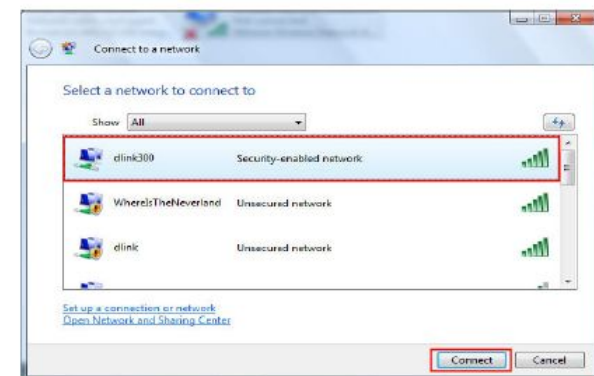 Connect to a network
Select a network to connect to
Show All
dlink300 Security-enabled network
WhereIsTheNeverland Unsecured network
dlink Unsecured network
Set up a connection or network
Open Network and Sharing Center
Connect Cancel